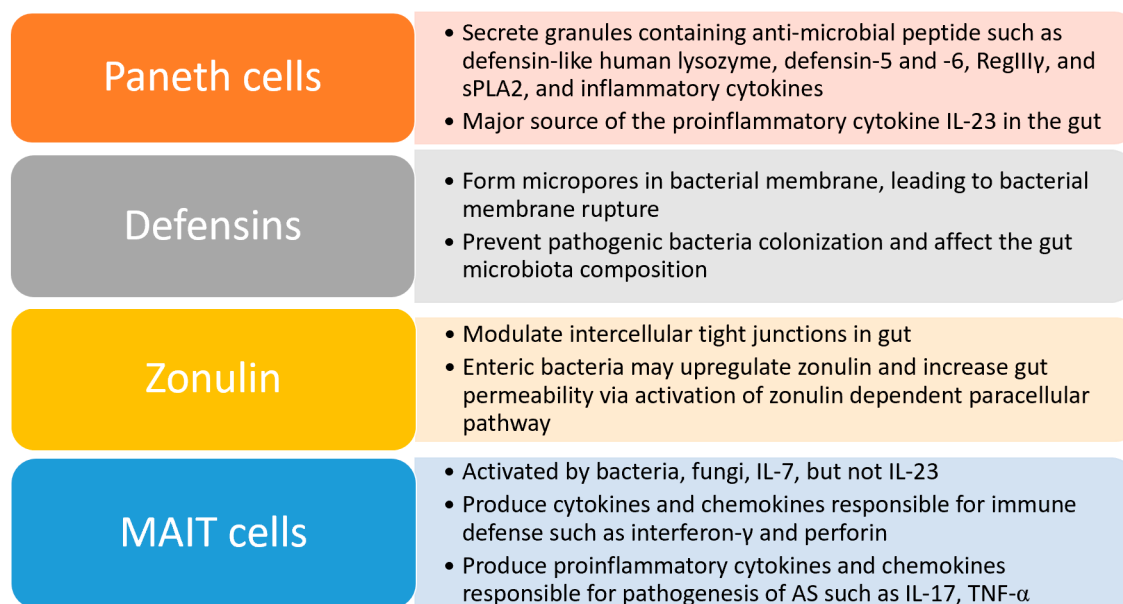 Paneth cells
• Secrete granules containing anti-microbial peptide such as
defensin-like human lysozyme, defensin-5 and -6, RegIIIγ, and
sPLA2, and inflammatory cytokines
• Major source of the proinflammatory cytokine IL-23 in the gut
Defensins
• Form micropores in bacterial membrane, leading to bacterial
membrane rupture
• Prevent pathogenic bacteria colonization and affect the gut
microbiota composition
Zonulin
• Modulate intercellular tight junctions in gut
• Enteric bacteria may upregulate zonulin and increase gut
permeability via activation of zonulin dependent paracellular
pathway
MAIT cells
• Activated by bacteria, fungi, IL-7, but not IL-23
• Produce cytokines and chemokines responsible for immune
defense such as interferon-γ and perforin
• Produce proinflammatory cytokines and chemokines
responsible for pathogenesis of AS such as IL-17, TNF-α